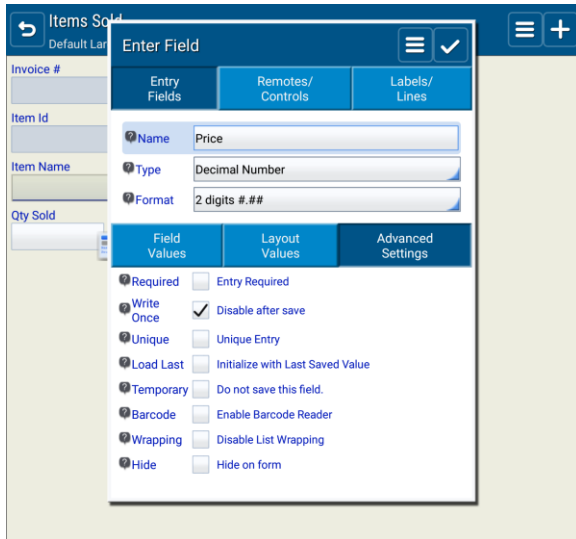 Items Sold
Default Lar
Enter Field
Entry
Fields
Remotes/
Controls
Labels/
Lines
Invoice #
Item Id
Item Name
Qty Sold
Name
Price
Type
Decimal Number
Format
2 digits #.##
Field
Values
Layout
Values
Advanced
Settings
Required
Entry Required
Write
Once
Disable after save
Unique
Unique Entry
Load Last
Initialize with Last Saved Value
Temporary
Do not save this field.
Barcode
Enable Barcode Reader
Wrapping
Disable List Wrapping
Hide
Hide on form